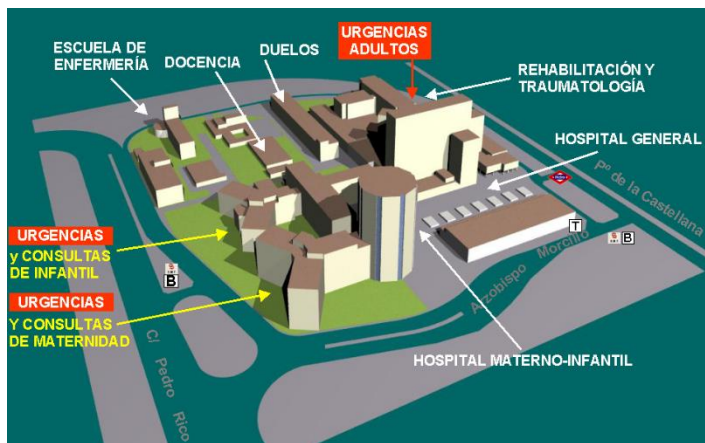 URGENCIAS
ADULTOS
ESCUELA DE
ENFERMERÍA
DOCENCIA
DUELOS
REHABILITACIÓN Y
TRAUMATOLOGÍA
HOSPITAL GENERAL
Pº de la Castellana
URGENCIAS
y CONSULTAS
DE INFANTIL
T
B
B
Arzobispo Morcillo
URGENCIAS
Y CONSULTAS
DE MATERNIDAD
C/ Pedro Rico
HOSPITAL MATERNO-INFANTIL